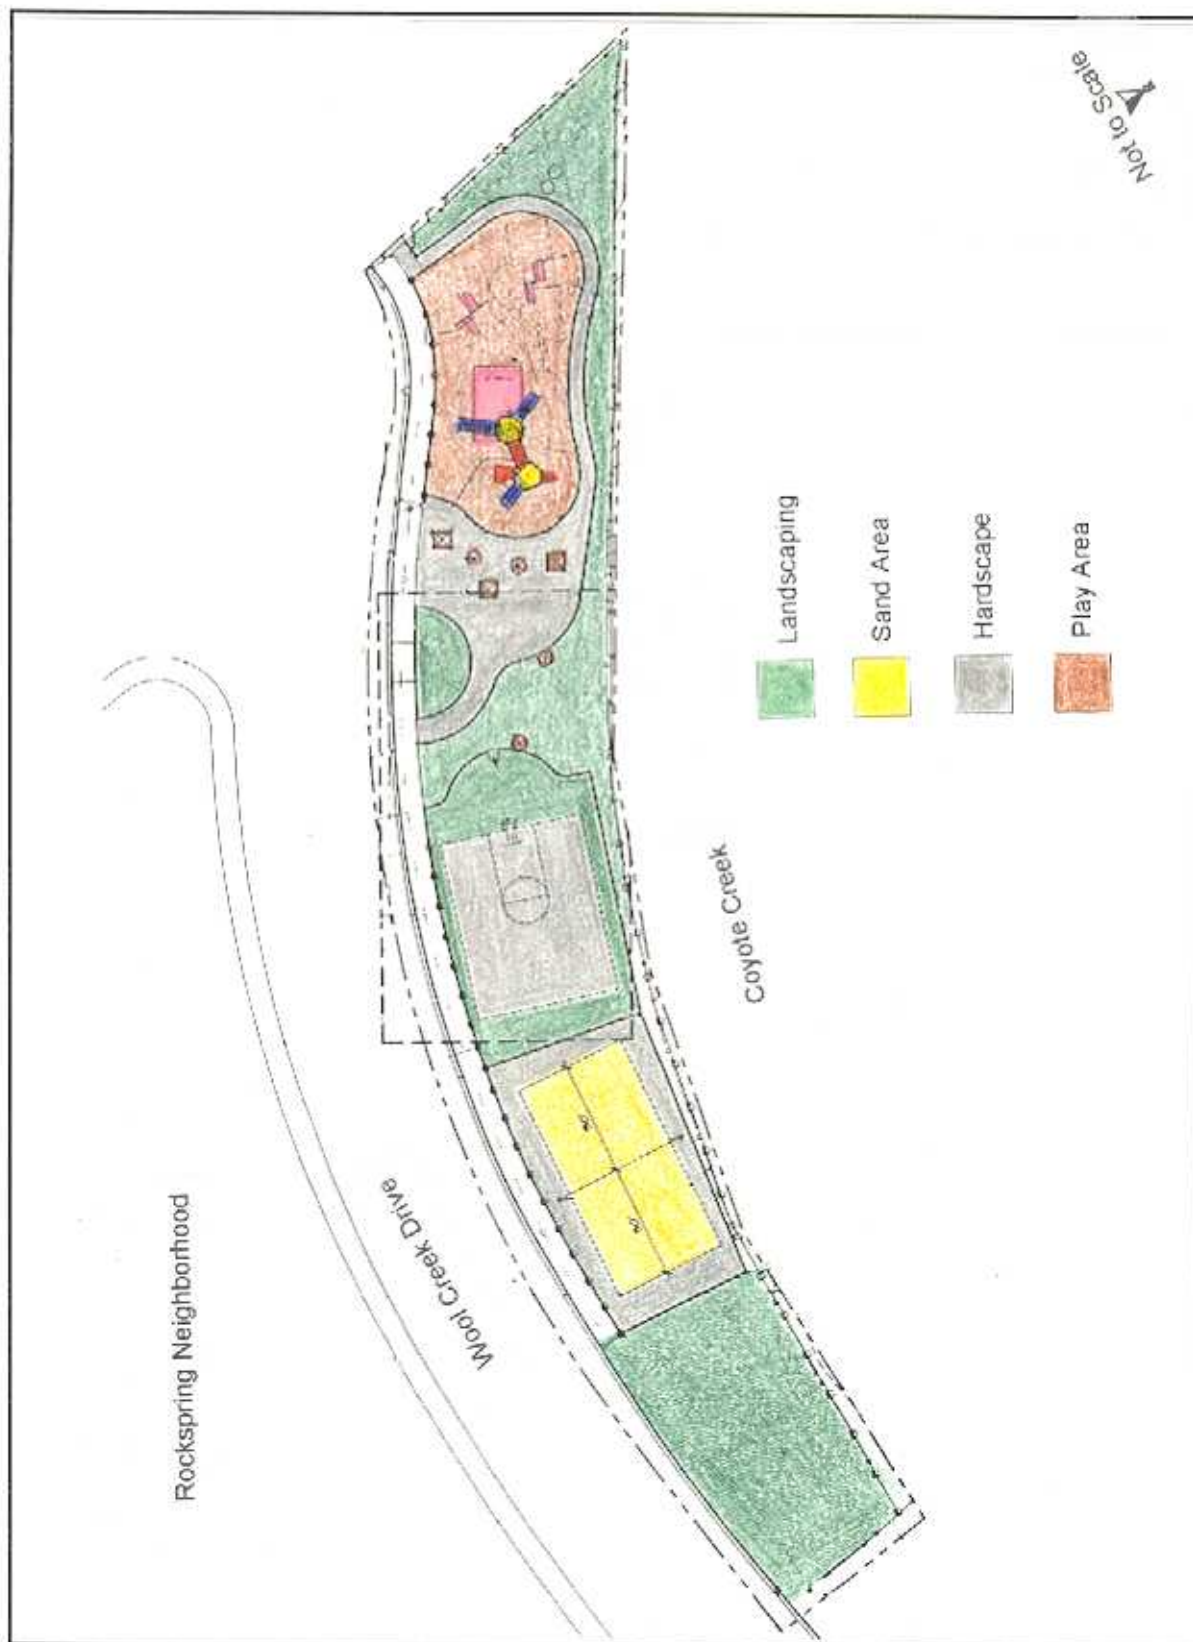 Not to Scale
Landscaping
Sand Area
Hardscape
Play Area
Coyote Creek
Wool Creek Drive
Rockspring Neighborhood